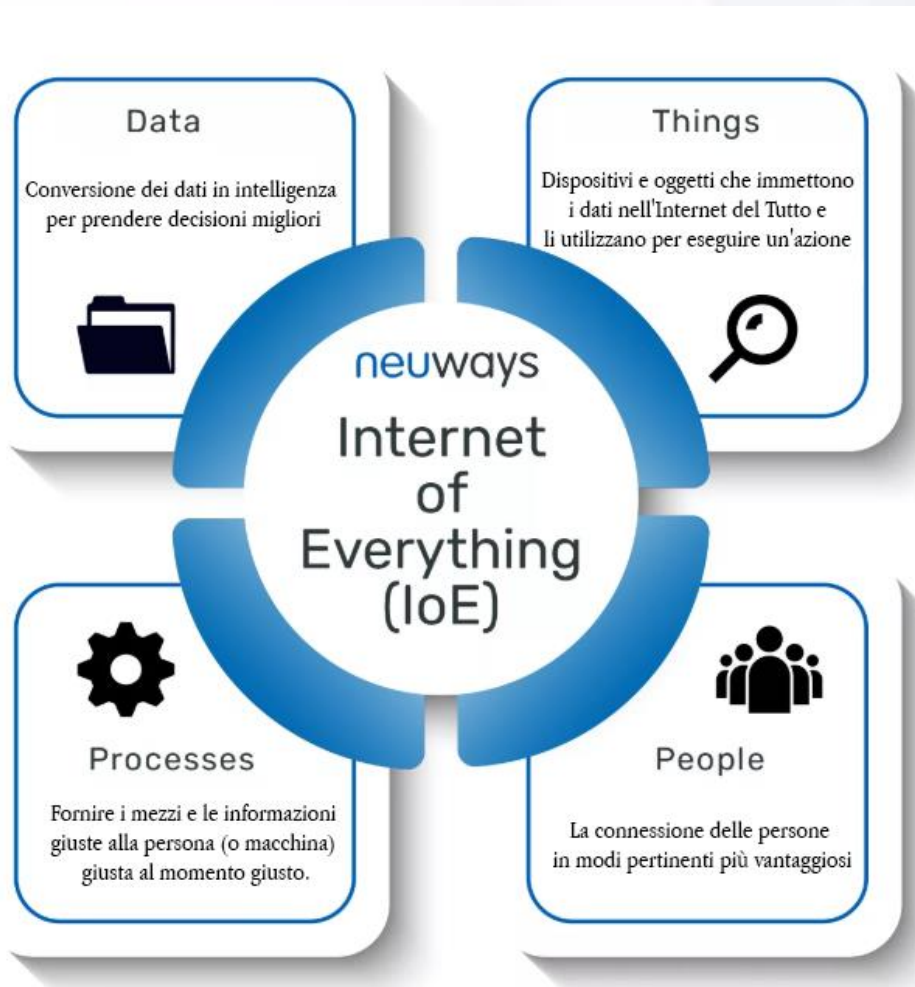 Data
Conversione dei dati in intelligenza
per prendere decisioni migliori
Things
Dispositivi e oggetti che immettono
i dati nell'Internet del Tutto e
li utilizzano per eseguire un'azione
neuways
Internet
of
Everything
(IoE)
Processes
Fornire i mezzi e le informazioni
giuste alla persona (o macchina)
giusta al momento giusto.
People
La connessione delle persone
in modi pertinenti più vantaggiosi